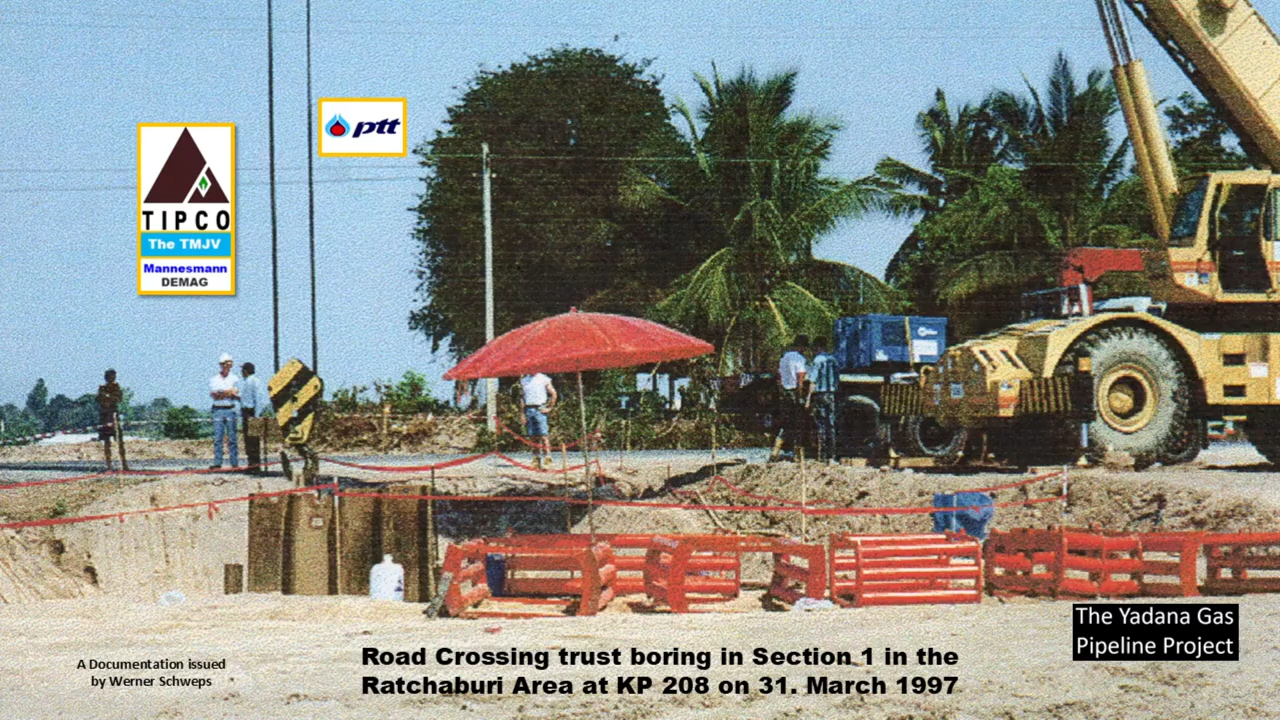 ptt
TIPCO
The TMJV
Mannesmann
DEMAG
The Yadana Gas
Pipeline Project
A Documentation issued
by Werner Schweps
Road Crossing trust boring in Section 1 in the
Ratchaburi Area at KP 208 on 31. March 1997